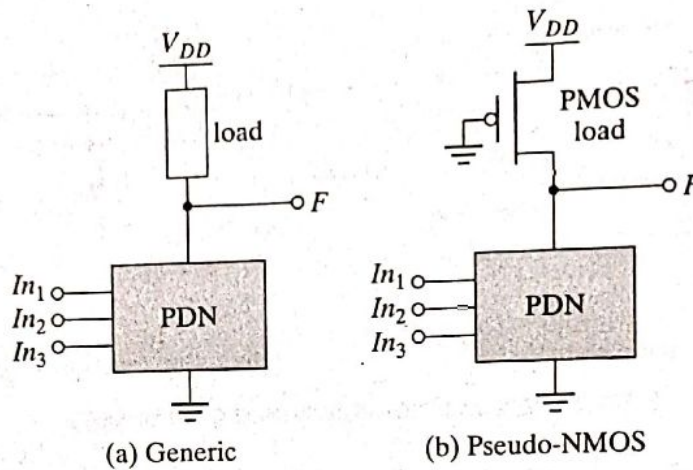 V_DD
load
F
In_1
In_2
In_3
PDN
(a) Generic
V_DD
PMOS
load
F
In_1
In_2
In_3
PDN
(b) Pseudo-NMOS